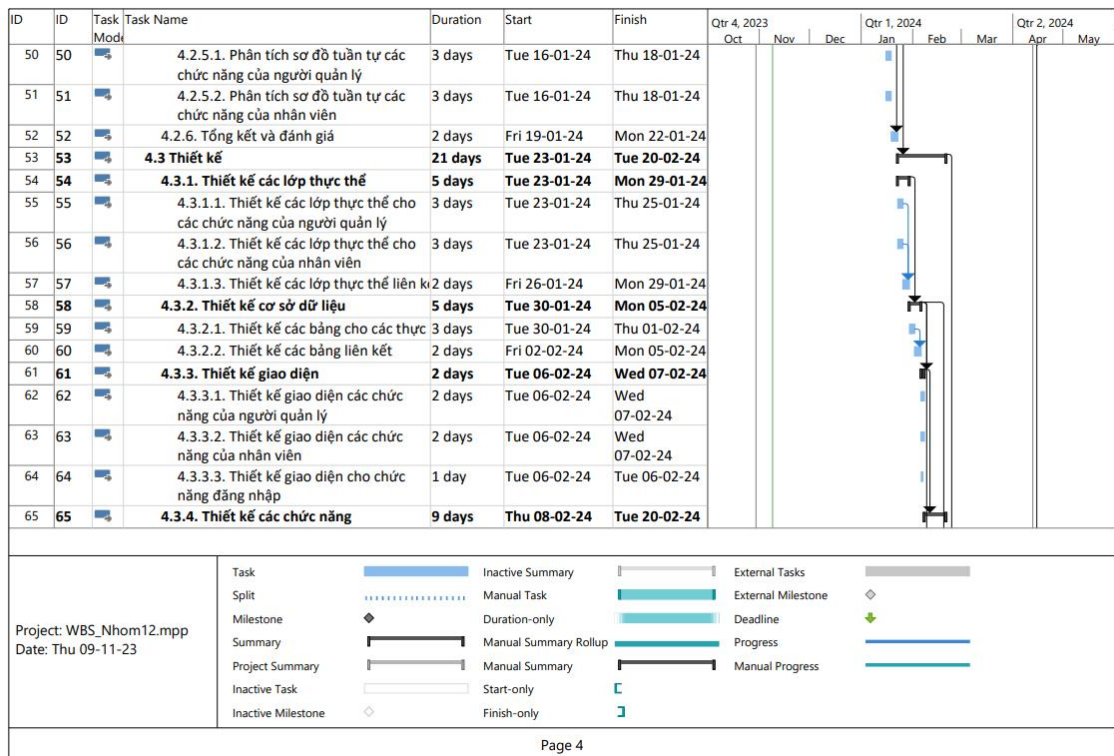 ID ID Task Mode Task Name Duration Start Finish Qtr 4, 2023 Qtr 1, 2024 Qtr 2, 2024
Oct Nov Dec Jan Feb Mar Apr May
50 50 4.2.5.1. Phân tích sơ đồ tuần tự các 3 days Tue 16-01-24 Thu 18-01-24
chức năng của người quản lý
51 51 4.2.5.2. Phân tích sơ đồ tuần tự các 3 days Tue 16-01-24 Thu 18-01-24
chức năng của nhân viên
52 52 4.2.6. Tổng kết và đánh giá 2 days Fri 19-01-24 Mon 22-01-24
53 53 4.3 Thiết kế 21 days Tue 23-01-24 Tue 20-02-24
54 54 4.3.1. Thiết kế các lớp thực thể 5 days Tue 23-01-24 Mon 29-01-24
55 55 4.3.1.1. Thiết kế các lớp thực thể cho 3 days Tue 23-01-24 Thu 25-01-24
các chức năng của người quản lý
56 56 4.3.1.2. Thiết kế các lớp thực thể cho 3 days Tue 23-01-24 Thu 25-01-24
các chức năng của nhân viên
57 57 4.3.1.3. Thiết kế các lớp thực thể liên k 2 days Fri 26-01-24 Mon 29-01-24
58 58 4.3.2. Thiết kế cơ sở dữ liệu 5 days Tue 30-01-24 Mon 05-02-24
59 59 4.3.2.1. Thiết kế các bảng cho các thực 3 days Tue 30-01-24 Thu 01-02-24
60 60 4.3.2.2. Thiết kế các bảng liên kết 2 days Fri 02-02-24 Mon 05-02-24
61 61 4.3.3. Thiết kế giao diện 2 days Tue 06-02-24 Wed 07-02-24
62 62 4.3.3.1. Thiết kế giao diện các chức 2 days Tue 06-02-24 Wed
năng của người quản lý 07-02-24
63 63 4.3.3.2. Thiết kế giao diện các chức 2 days Tue 06-02-24 Wed
năng của nhân viên 07-02-24
64 64 4.3.3.3. Thiết kế giao diện cho chức 1 day Tue 06-02-24 Tue 06-02-24
năng đăng nhập
65 65 4.3.4. Thiết kế các chức năng 9 days Thu 08-02-24 Tue 20-02-24
Project: WBS_Nhom12.mpp
Date: Thu 09-11-23
Task Inactive Summary External Tasks
Split Manual Task External Milestone
Milestone Duration-only Deadline
Summary Manual Summary Rollup Progress
Project Summary Manual Summary Manual Progress
Inactive Task Start-only
Inactive Milestone Finish-only
Page 4